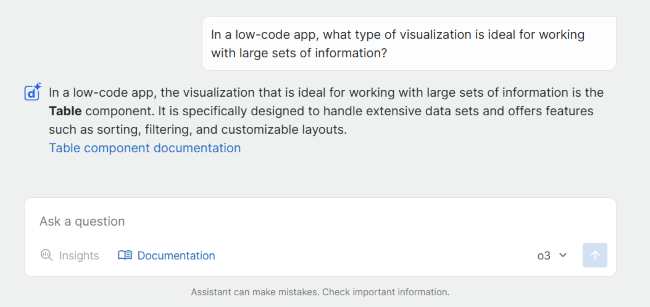 In a low-code app, what type of visualization is ideal for working
with large sets of information?
d
In a low-code app, the visualization that is ideal for working with large sets of information is the
Table component. It is specifically designed to handle extensive data sets and offers features
such as sorting, filtering, and customizable layouts.
Table component documentation
Ask a question
Insights
Documentation
o3
Assistant can make mistakes. Check important information.